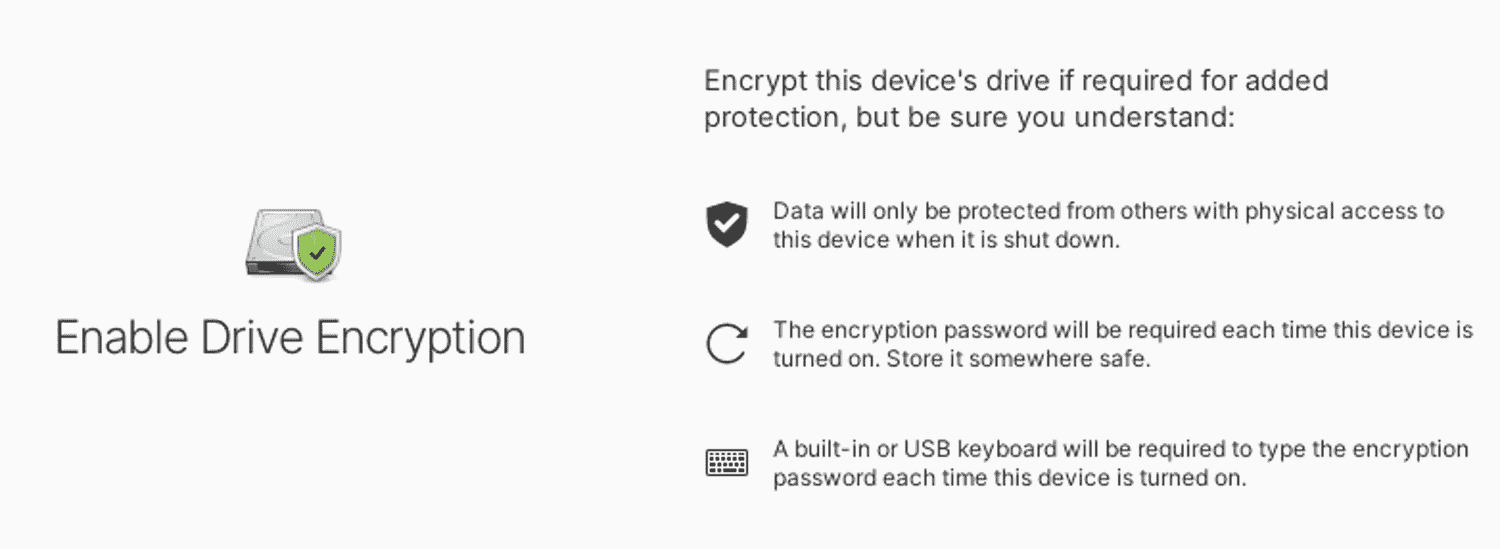 Enable Drive Encryption
Encrypt this device's drive if required for added
protection, but be sure you understand:
Data will only be protected from others with physical access to
this device when it is shut down.
The encryption password will be required each time this device is
turned on. Store it somewhere safe.
A built-in or USB keyboard will be required to type the encryption
password each time this device is turned on.